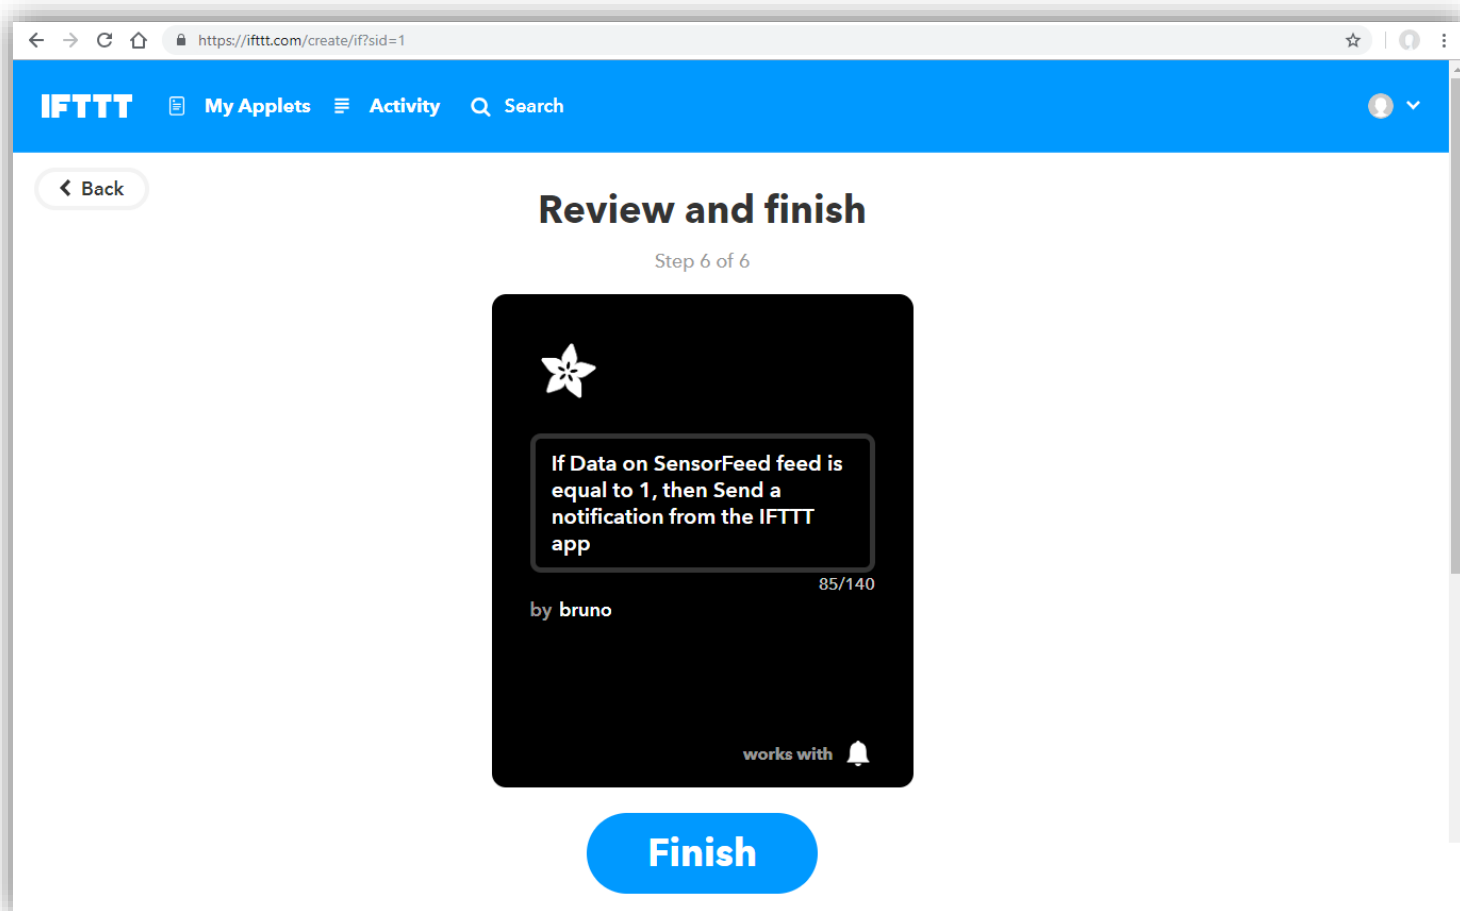 https://ifttt.com/create/if?sid=1
IFTTT My Applets Activity Search
Back
Review and finish
Step 6 of 6
If Data on SensorFeed feed is
equal to 1, then Send a
notification from the IFTTT
app
85/140
by bruno
works with
Finish